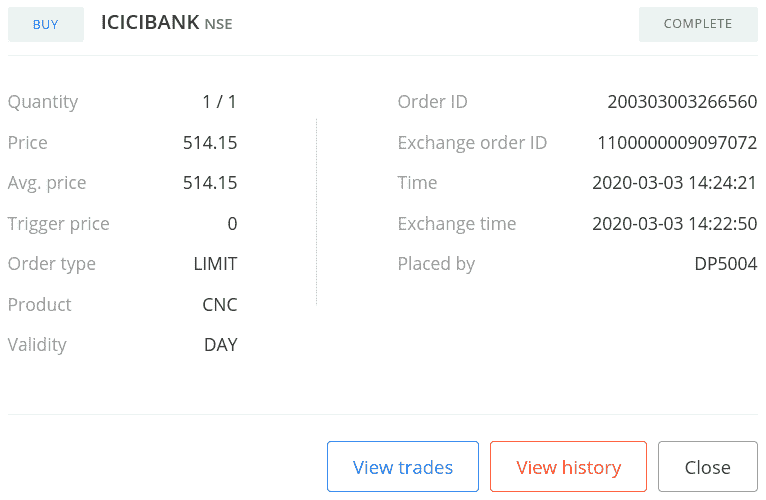 BUY ICICIBANK NSE COMPLETE
Quantity 1 / 1 Order ID 200303003266560
Price 514.15 Exchange order ID 1100000009097072
Avg. price 514.15 Time 2020-03-03 14:24:21
Trigger price 0 Exchange time 2020-03-03 14:22:50
Order type LIMIT Placed by DP5004
Product CNC
Validity DAY
View trades View history Close